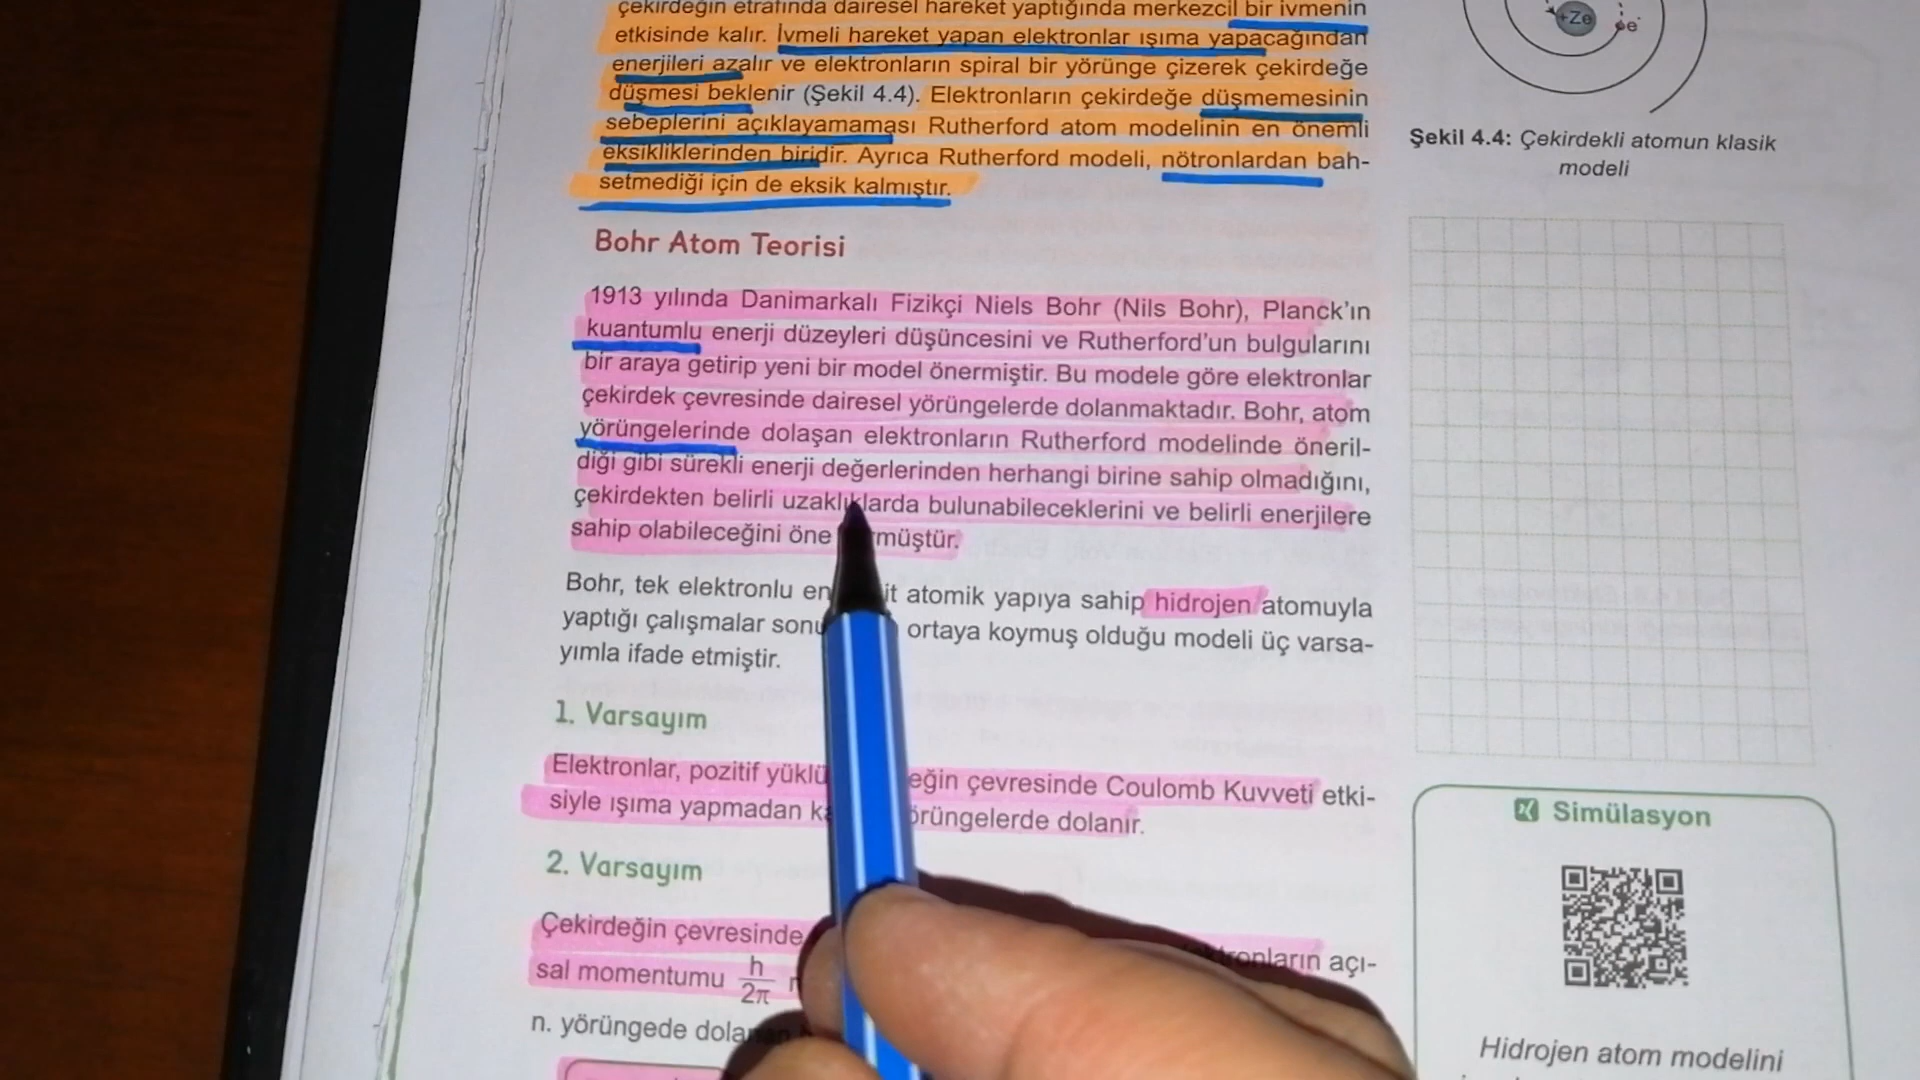 çekirdeğin etrafında dairesel hareket yaptığında merkezcil bir ivmenin
etkisinde kalır. İvmeli hareket yapan elektronlar ışıma yapacağından
enerjileri azalır ve elektronların spiral bir yörünge çizerek çekirdeğe
düşmesi beklenir (Şekil 4.4). Elektronların çekirdeğe düşmemesinin
sebeplerini açıklayamaması Rutherford atom modelinin en önemli
eksikliklerinden biridir. Ayrıca Rutherford modeli, nötronlardan bah-
setmediği için de eksik kalmıştır.
Bohr Atom Teorisi
1913 yılında Danimarkalı Fizikçi Niels Bohr (Nils Bohr), Planck'ın
kuantumlu enerji düzeyleri düşüncesini ve Rutherford'un bulgularını
bir araya getirip yeni bir model önermiştir. Bu modele göre elektronlar
çekirdek çevresinde dairesel yörüngelerde dolanmaktadır. Bohr, atom
yörüngelerinde dolaşan elektronların Rutherford modelinde öneril-
diği gibi sürekli enerji değerlerinden herhangi birine sahip olmadığını,
çekirdekten belirli uzaklıklarda bulunabileceklerini ve belirli enerjilere
sahip olabileceğini öne
Bohr, tek elektronlu en atomik yapıya sahip hidrojen atomuyla
yaptığı çalışmalar ortaya koymuş olduğu modeli üç varsa-
yımla ifade etmiştir.
1. Varsayım
Elektronlar, pozitif yüklü çevresinde Coulomb Kuvveti etki-
siyle ışıma yapmadan dolanır.
2. Varsayım
Çekirdeğin çevresinde açı-
sal momentumu h/2π
n. yörüngede
+Ze
e-
Şekil 4.4: Çekirdekli atomun klasik
modeli
Simülasyon
Hidrojen atom modelini